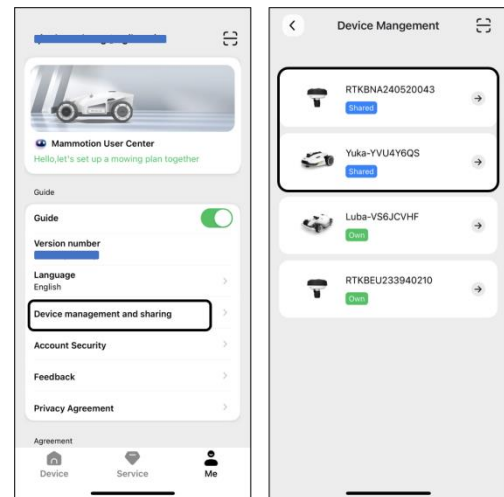 Mammotion User Center
Hello,let's set up a mowing plan together
Guide
Guide
Version number
Language
English
Device management and sharing
Account Security
Feedback
Privacy Agreement
Agreement
Device
Service
Me
Device Mangement
RTKBNA240520043
Shared
Yuka-YVU4Y6QS
Shared
Luba-VS6JCVHF
Own
RTKBEU233940210
Own